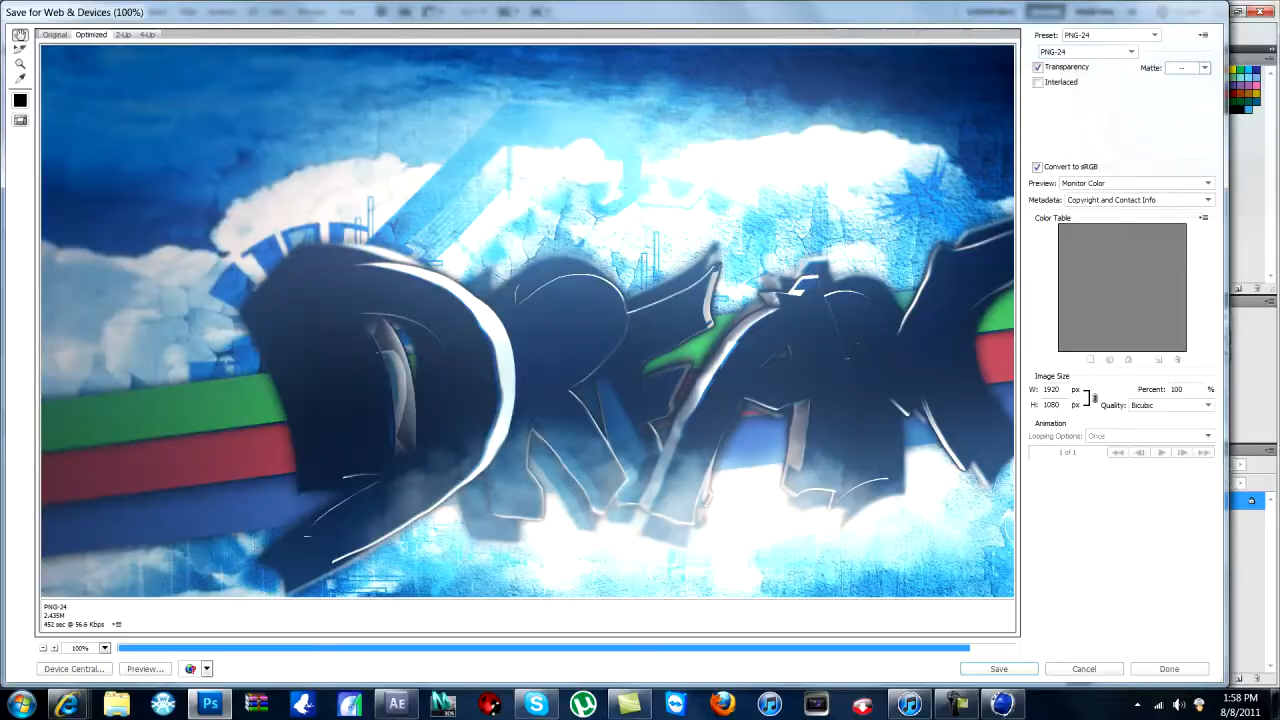 Save for Web & Devices (100%)
Original Optimized 2-Up 4-Up
Preset: PNG-24
PNG-24
Transparency Matte: --
Interlaced
Convert to sRGB
Preview: Monitor Color
Metadata: Copyright and Contact Info
Color Table
Image Size
W: 1920 px Percent: 100 %
H: 1080 px Quality: Bicubic
Animation
Looping Options: Once
1 of 1
PNG-24
2.435M
452 sec @ 56.6 Kbps
100%
Device Central... Preview... Save Cancel Done
Ps Ae 3DS
1:58 PM
8/8/2011